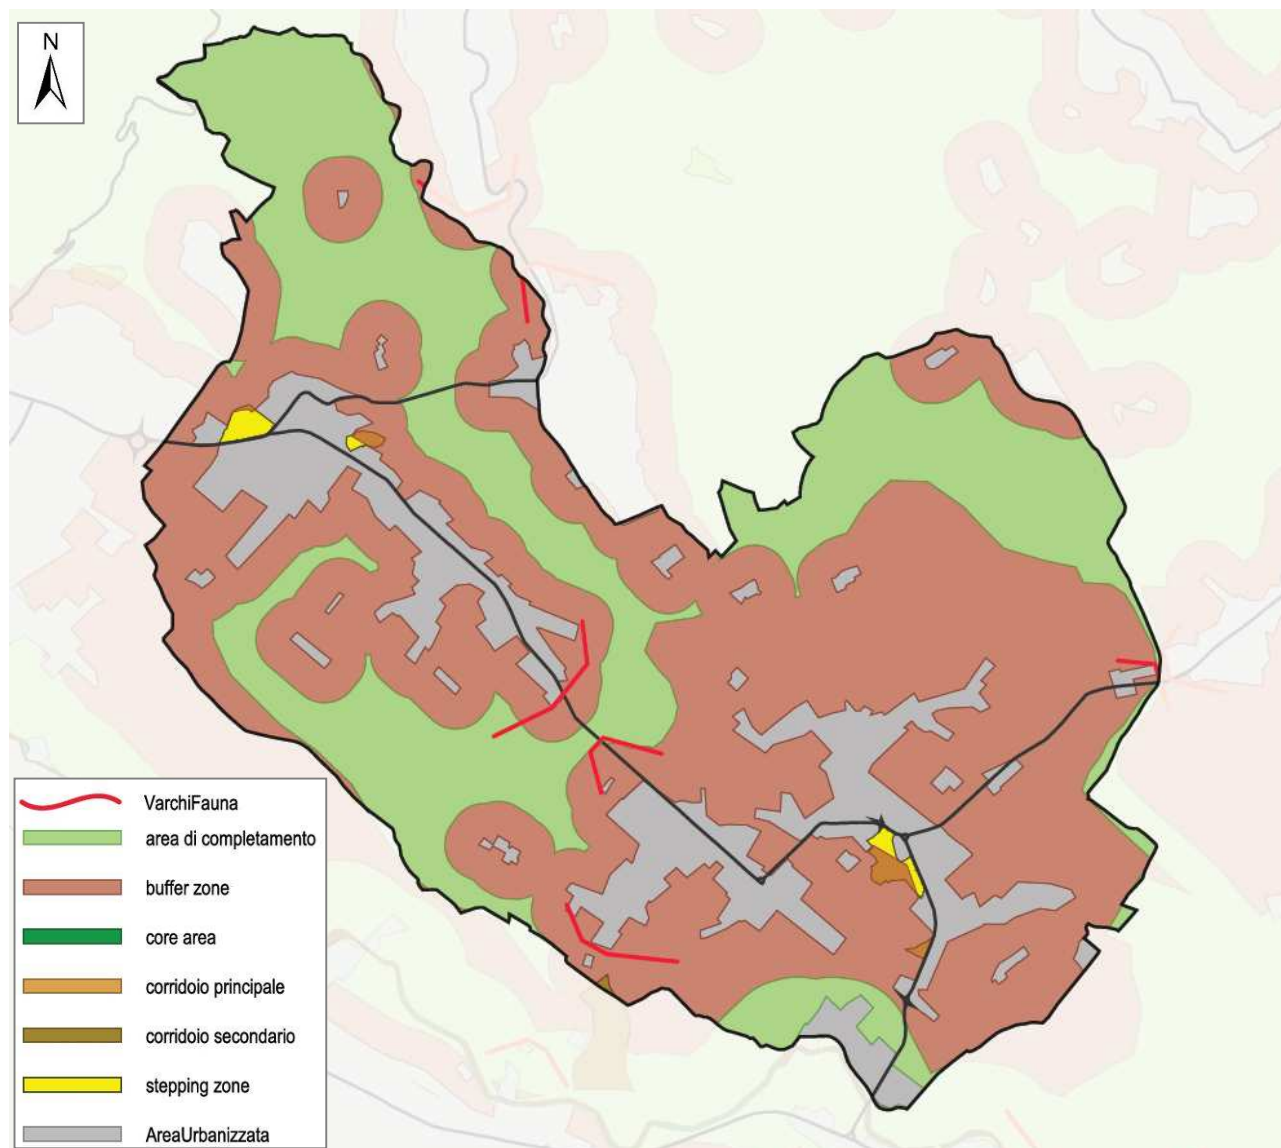 N
VarchiFauna
area di completamento
buffer zone
core area
corridoio principale
corridoio secondario
stepping zone
AreaUrbanizzata